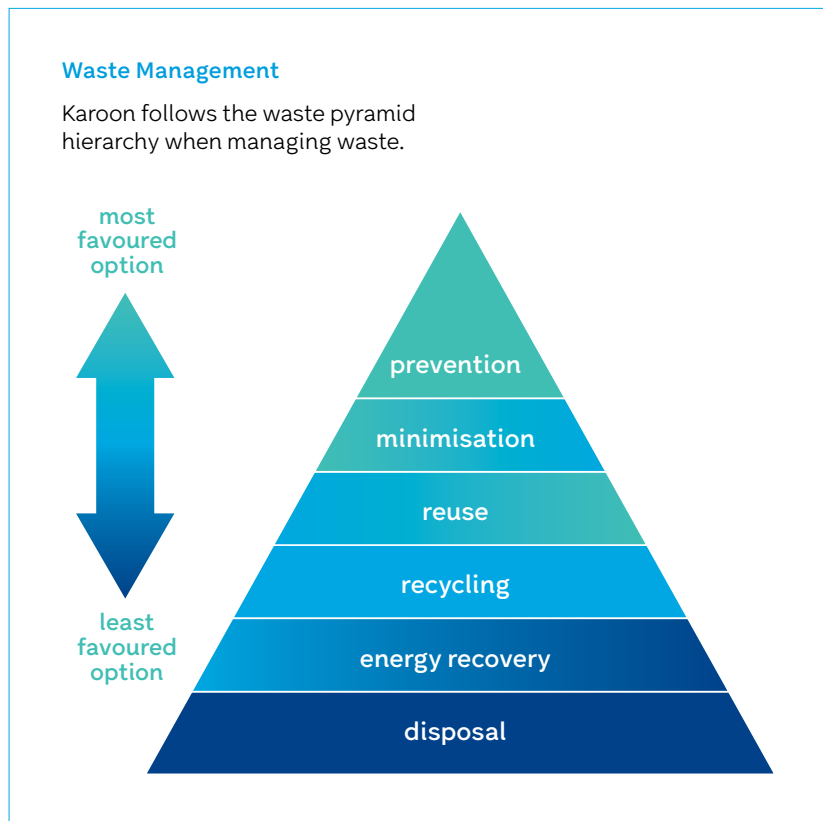 Waste Management
Karoon follows the waste pyramid
hierarchy when managing waste.
most
favoured
option
prevention
minimisation
reuse
recycling
energy recovery
disposal
least
favoured
option